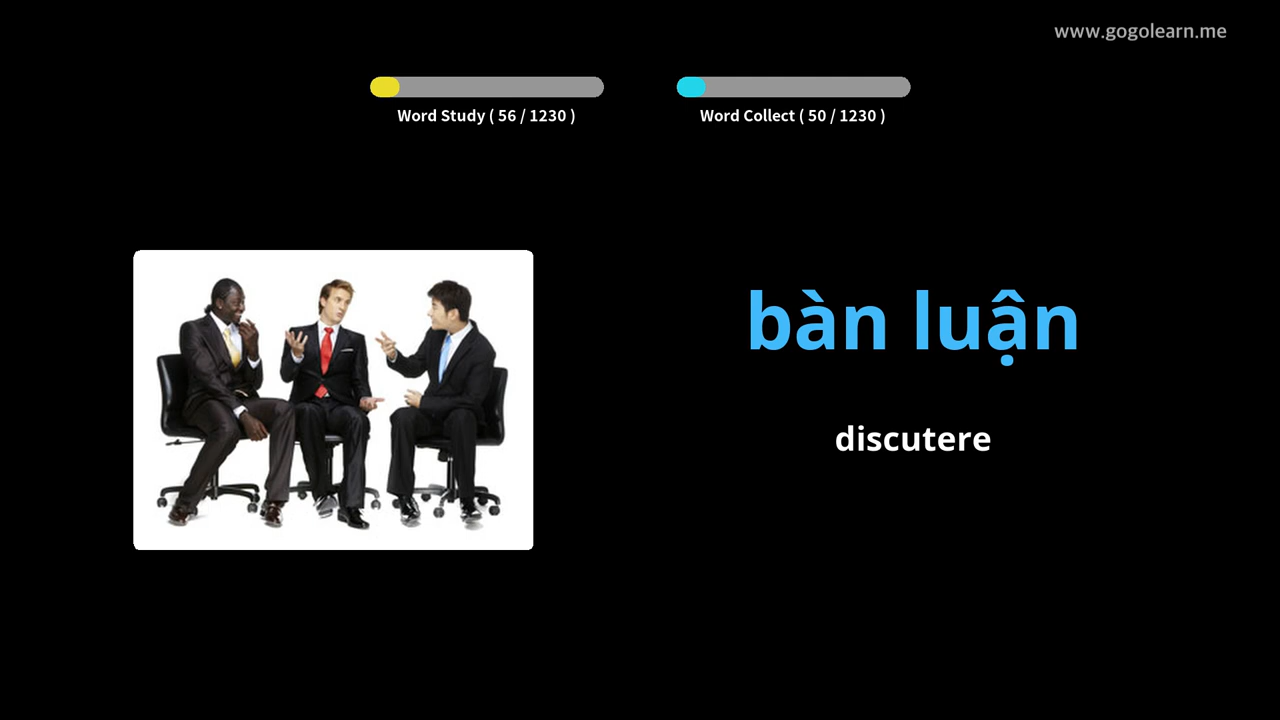 www.gogolearn.me
Word Study ( 56 / 1230 )
Word Collect ( 50 / 1230 )
bàn luận
discutere